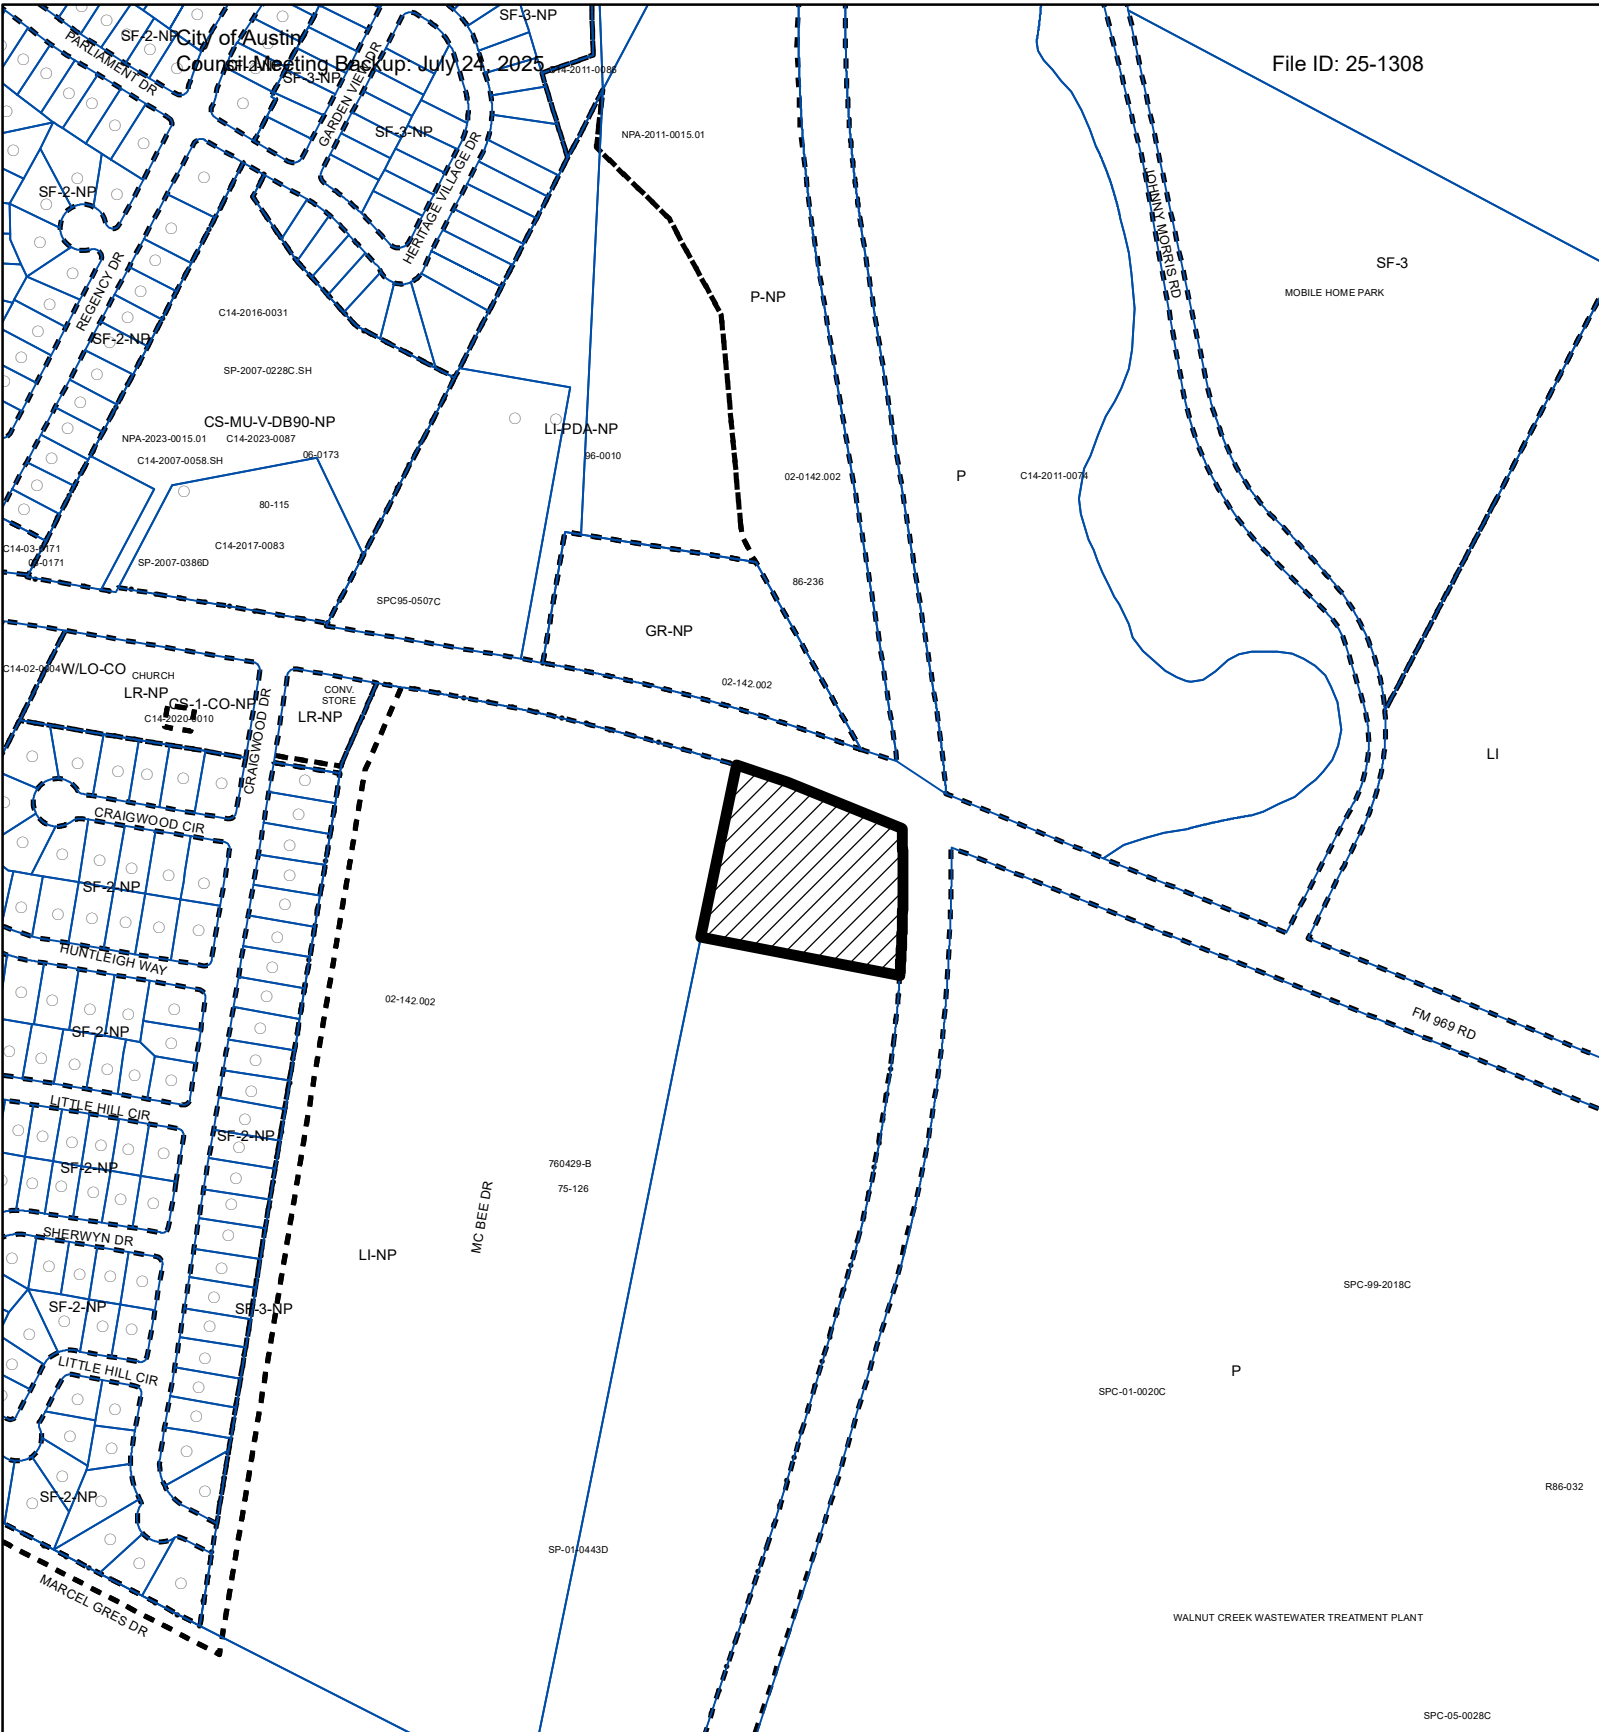 SF-3-NP
SF-2-NP
City of Austin
File ID: 25-1308
Council Meeting Backup: July 24, 2025
PARLIAMENT DR
SF-2-NP
SF-3-NP
C14-2011-0086
GARDEN VIEW DR
SF-3-NP
NPA-2011-0015.01
HERITAGE VILLAGE DR
SF-2-NP
JOHNNY MORRIS RD
SF-3
MOBILE HOME PARK
REGENCY DR
P-NP
C14-2016-0031
SF-2-NP
SP-2007-0228C.SH
CS-MU-V-DB90-NP
LI-PDA-NP
NPA-2023-0015.01
C14-2023-0087
06-0173
96-0010
C14-2007-0058.SH
02-0142.002
P
C14-2011-0074
80-115
C14-03-0171
C14-2017-0083
SP-2007-0386D
86-236
SPC95-0507C
GR-NP
W/LO-CO
CHURCH
02-142.002
LR-NP
CONV.
STORE
CS-1-CO-NP
LR-NP
C14-2020-0010
CRAIGWOOD DR
LI
CRAIGWOOD CIR
SF-2-NP
HUNTLEIGH WAY
02-142.002
FM 969 RD
SF-2-NP
LITTLE HILL CIR
SF-2-NP
SF-2-NP
760429-B
75-126
MC BEE DR
SHERWYN DR
LI-NP
SPC-99-2018C
SF-2-NP
SF-3-NP
LITTLE HILL CIR
P
SPC-01-0020C
R86-032
SF-2-NP
SP-01-0443D
MARCEL GRES DR
WALNUT CREEK WASTEWATER TREATMENT PLANT
SPC-05-0028C